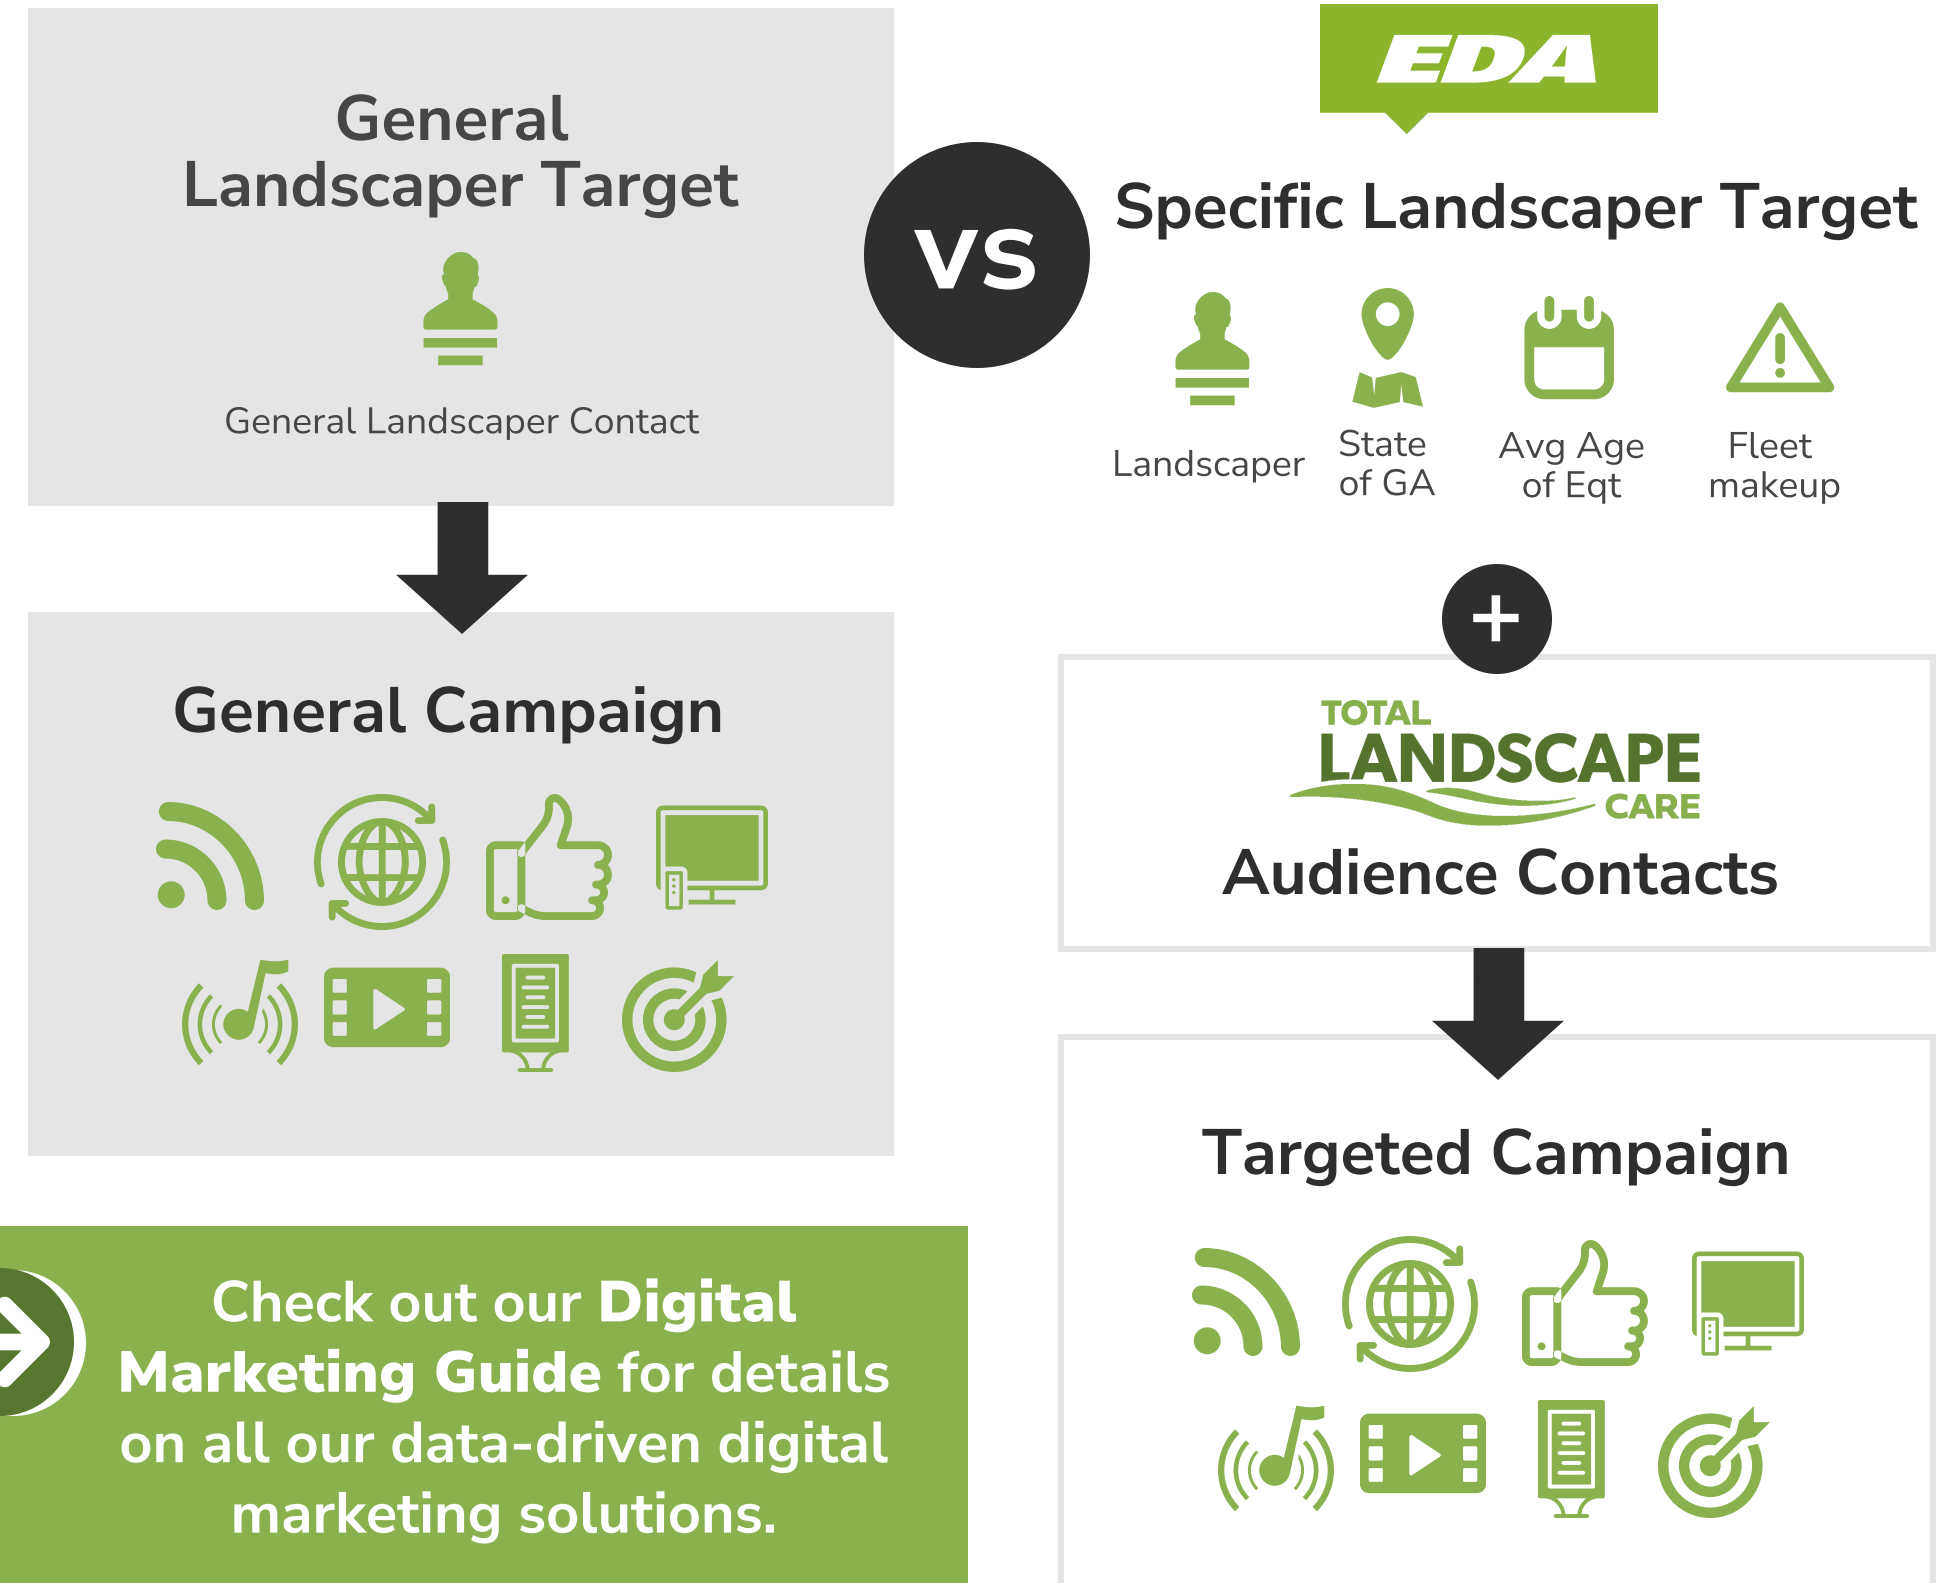 General
Landscaper Target
General Landscaper Contact
VS
EDA
Specific Landscaper Target
Landscaper
State
of GA
Avg Age
of Eqt
Fleet
makeup
+
TOTAL
LANDSCAPE
CARE
Audience Contacts
General Campaign
Targeted Campaign
Check out our Digital
Marketing Guide for details
on all our data-driven digital
marketing solutions.